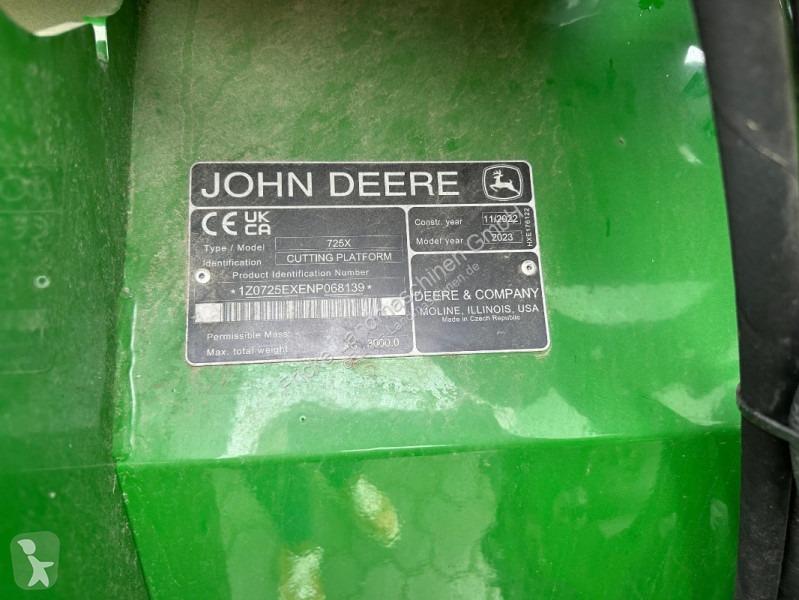 JOHN DEERE
CE UK CA
Type / Model 725X
Identification CUTTING PLATFORM
Product Identification Number
*1Z0725EXENP068139*
Permissible Mass:
Max. total weight 3000.0
Constr. year 11/2022
Model year 2023
HXE176122
DEERE & COMPANY
MOLINE, ILLINOIS, USA
Made in Czech Republic